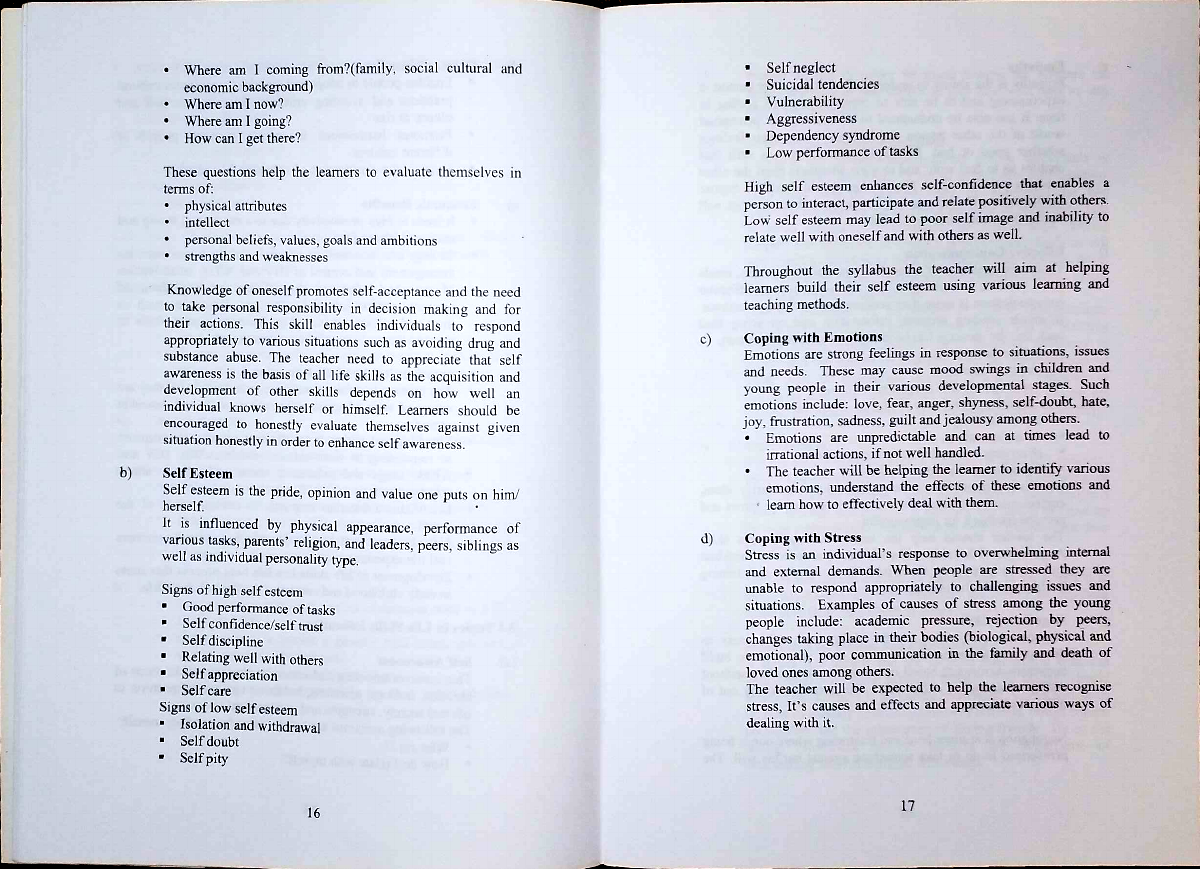 • Where am I coming from?(family, social cultural and
economic background)
• Where am I now?
• Where am I going?
• How can I get there?
These questions help the learners to evaluate themselves in
terms of:
• physical attributes
• intellect
• personal beliefs, values, goals and ambitions
• strengths and weaknesses
Knowledge of oneself promotes self-acceptance and the need
to take personal responsibility in decision making and for
their actions. This skill enables individuals to respond
appropriately to various situations such as avoiding drug and
substance abuse. The teacher need to appreciate that self
awareness is the basis of all life skills as the acquisition and
development of other skills depends on how well an
individual knows herself or himself. Learners should be
encouraged to honestly evaluate themselves against given
situation honestly in order to enhance self awareness.
b) Self Esteem
Self esteem is the pride, opinion and value one puts on him/
herself.
It is influenced by physical appearance, performance of
various tasks, parents' religion, and leaders, peers, siblings as
well as individual personality type.
Signs of high self esteem
▪ Good performance of tasks
▪ Self confidence/self trust
▪ Self discipline
▪ Relating well with others
▪ Self appreciation
▪ Self care
Signs of low self esteem
▪ Isolation and withdrawal
▪ Self doubt
▪ Self pity
16
▪ Self neglect
▪ Suicidal tendencies
▪ Vulnerability
▪ Aggressiveness
▪ Dependency syndrome
▪ Low performance of tasks
High self esteem enhances self-confidence that enables a
person to interact, participate and relate positively with others.
Low self esteem may lead to poor self image and inability to
relate well with oneself and with others as well.
Throughout the syllabus the teacher will aim at helping
learners build their self esteem using various learning and
teaching methods.
c) Coping with Emotions
Emotions are strong feelings in response to situations, issues
and needs. These may cause mood swings in children and
young people in their various developmental stages. Such
emotions include: love, fear, anger, shyness, self-doubt, hate,
joy, frustration, sadness, guilt and jealousy among others.
• Emotions are unpredictable and can at times lead to
irrational actions, if not well handled.
• The teacher will be helping the learner to identify various
emotions, understand the effects of these emotions and
learn how to effectively deal with them.
d) Coping with Stress
Stress is an individual's response to overwhelming internal
and external demands. When people are stressed they are
unable to respond appropriately to challenging issues and
situations. Examples of causes of stress among the young
people include: academic pressure, rejection by peers,
changes taking place in their bodies (biological, physical and
emotional), poor communication in the family and death of
loved ones among others.
The teacher will be expected to help the learners recognise
stress, It's causes and effects and appreciate various ways of
dealing with it.
17